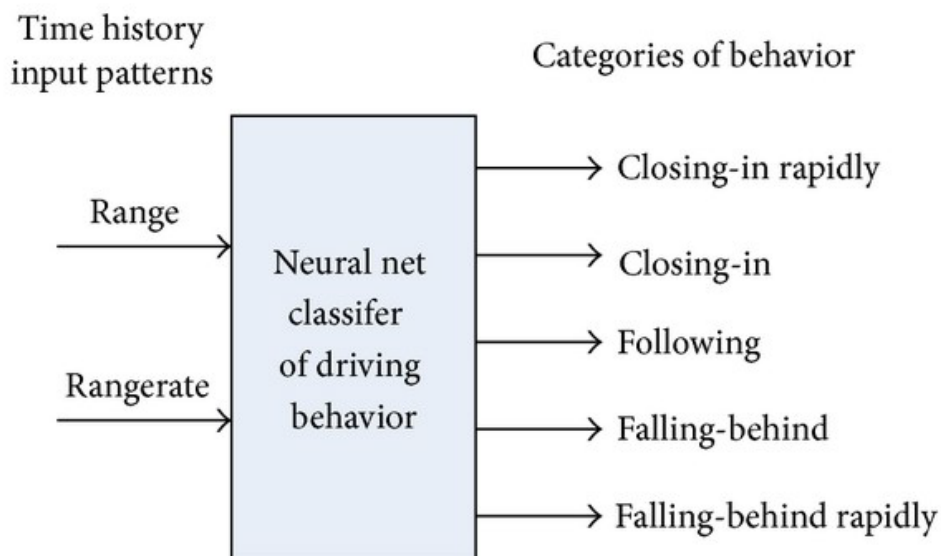 Time history
input patterns
Categories of behavior
Range
Rangerate
Neural net
classifer
of driving
behavior
Closing-in rapidly
Closing-in
Following
Falling-behind
Falling-behind rapidly